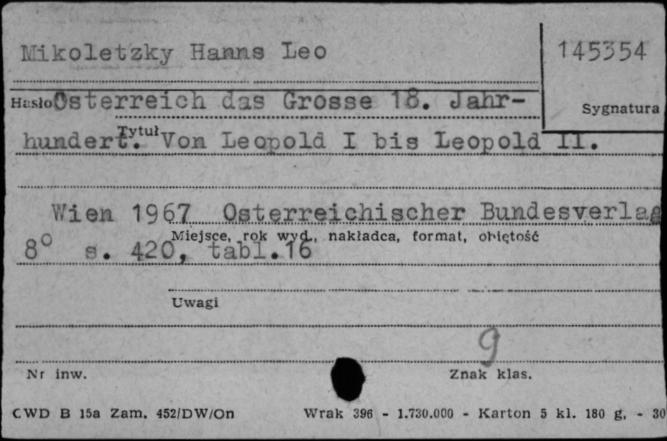 Mikoletzky Hanns Leo
145354
Hasło Osterreich das Grosse 18. Jahr-
Sygnatura
hundert. Von Leopold I bis Leopold II.
Tytuł
Wien 1967 Osterreichischer Bundesverlag
Miejsce, rok wyd., nakładca, format, objętość
8° s. 420, tabl.16
Uwagi
9
Nr inw.
Znak klas.
CWD B 15a Zam. 452/DW/On Wrak 396 - 1.730.000 - Karton 5 kl. 180 g. - 30